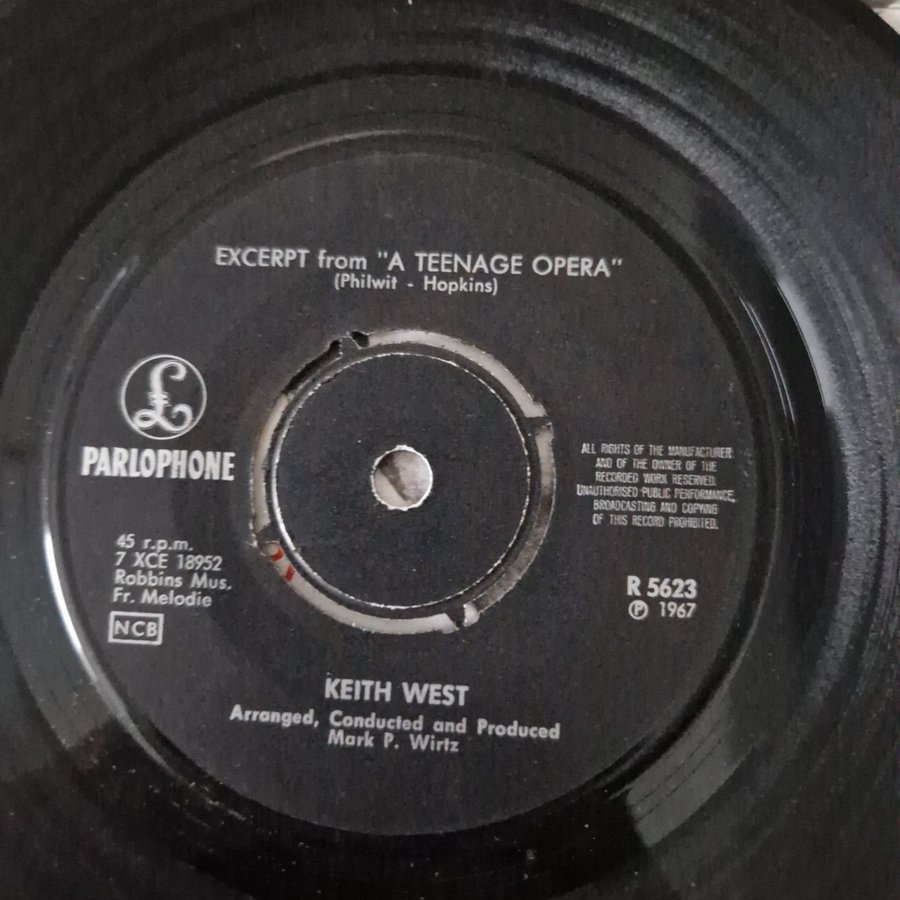 EXCERPT from "A TEENAGE OPERA"
(Philwit - Hopkins)
£
PARLOPHONE
ALL RIGHTS OF THE MANUFACTURER
AND OF THE OWNER OF THE
RECORDED WORK RESERVED.
UNAUTHORISED PUBLIC PERFORMANCE,
BROADCASTING AND COPYING
OF THIS RECORD PROHIBITED.
45 r.p.m.
7 XCE 18952
Robbins Mus.
Fr. Melodie
NCB
R 5623
℗ 1967
KEITH WEST
Arranged, Conducted and Produced
Mark P. Wirtz